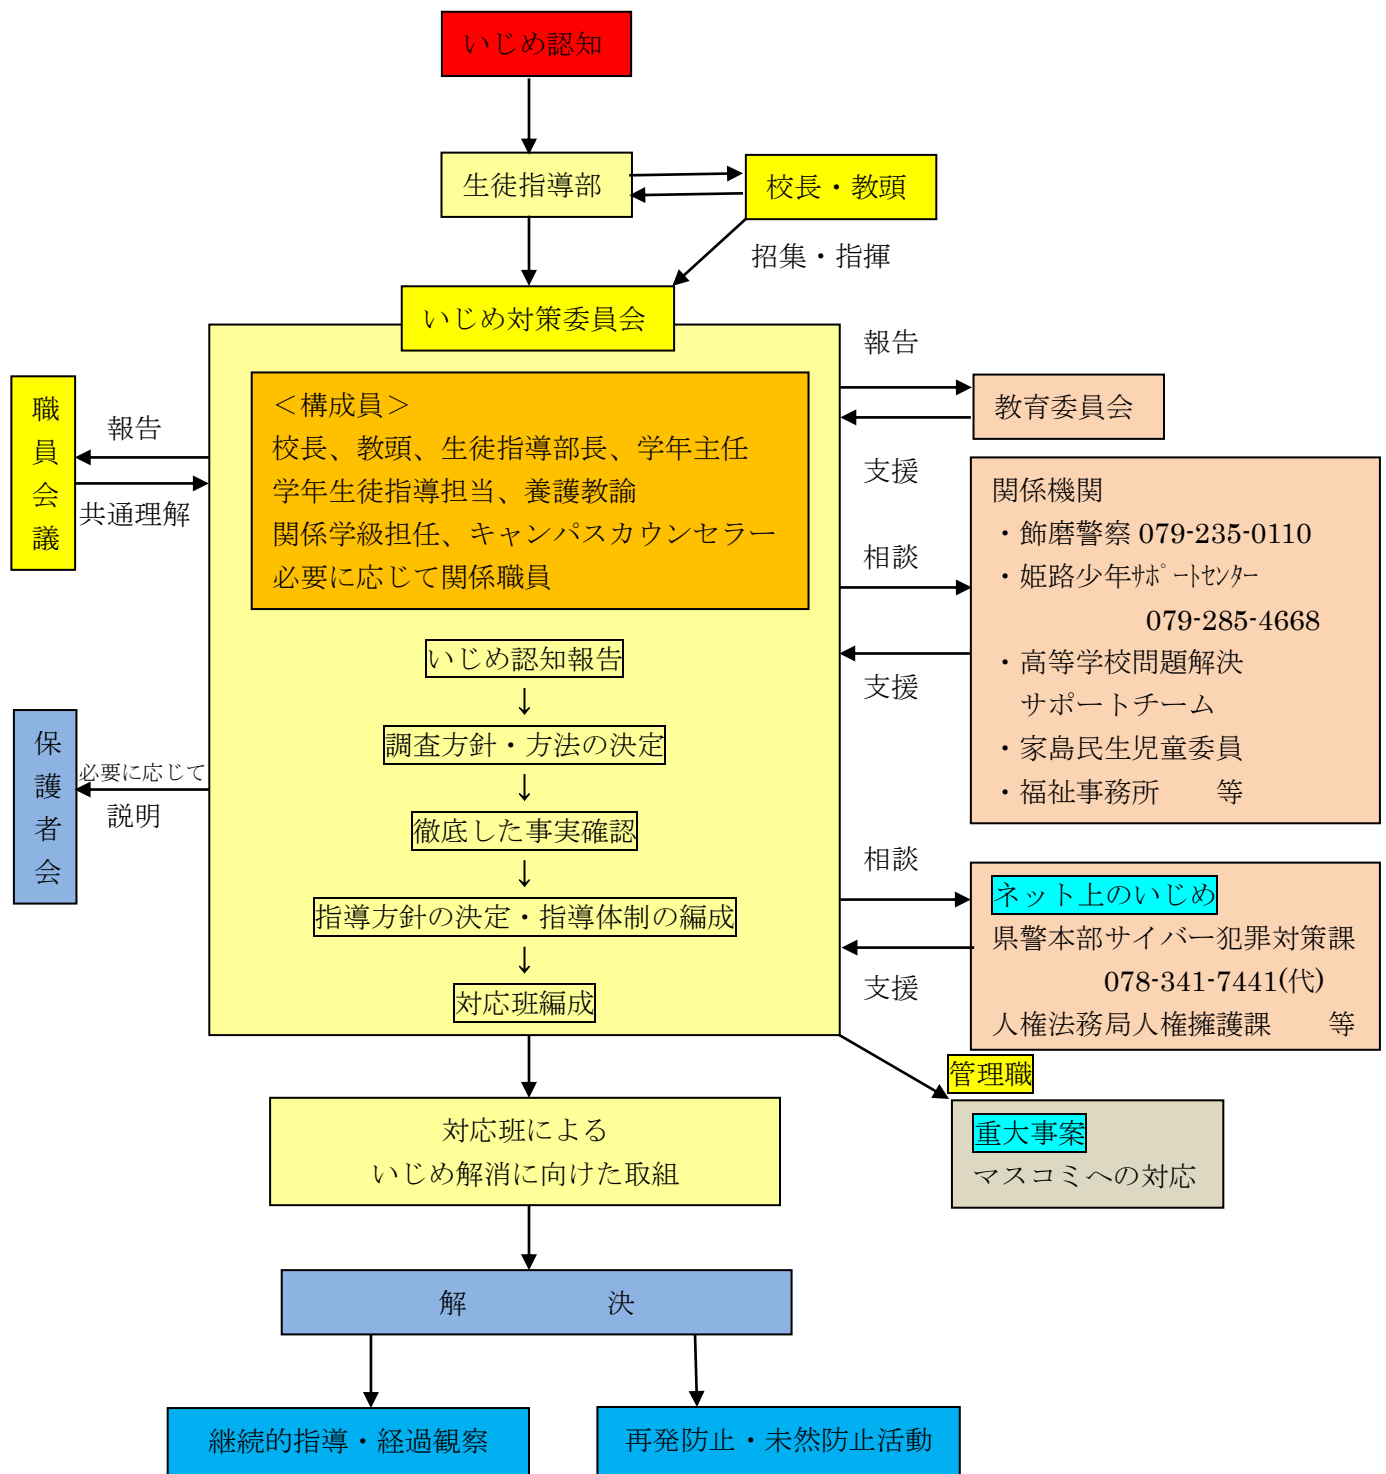 いじめ認知
生徒指導部
校長・教頭
招集・指揮
いじめ対策委員会
報告
教育委員会
支援
職員会議
報告
共通理解
＜構成員＞
校長、教頭、生徒指導部長、学年主任
学年生徒指導担当、養護教諭
関係学級担任、キャンパスカウンセラー
必要に応じて関係職員
相談
支援
関係機関
・飾磨警察 079-235-0110
・姫路少年ｻﾎﾟｰﾄｾﾝﾀｰ
079-285-4668
・高等学校問題解決
サポートチーム
・家島民生児童委員
・福祉事務所　　等
いじめ認知報告
↓
調査方針・方法の決定
↓
徹底した事実確認
↓
指導方針の決定・指導体制の編成
↓
対応班編成
保護者会
必要に応じて
説明
相談
支援
ネット上のいじめ
県警本部サイバー犯罪対策課
078-341-7441(代)
人権法務局人権擁護課　　等
管理職
重大事案
マスコミへの対応
対応班による
いじめ解消に向けた取組
解　　　　　決
継続的指導・経過観察
再発防止・未然防止活動